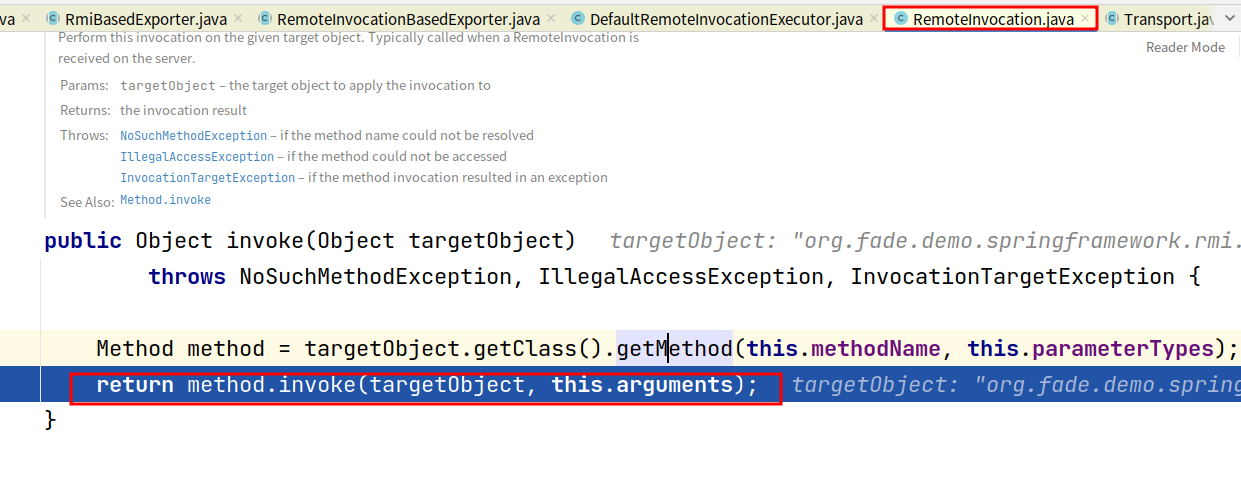 va RmiBasedExporter.java RemoteInvocationBasedExporter.java DefaultRemoteInvocationExecutor.java RemoteInvocation.java Transport.jav
Perform this invocation on the given target object. Typically called when a RemoteInvocation is
Reader Mode
received on the server.
Params: targetObject – the target object to apply the invocation to
Returns: the invocation result
Throws: NoSuchMethodException – if the method name could not be resolved
IllegalAccessException – if the method could not be accessed
InvocationTargetException – if the method invocation resulted in an exception
See Also: Method.invoke
public Object invoke(Object targetObject) targetObject: "org.fade.demo.springframework.rmi.
throws NoSuchMethodException, IllegalAccessException, InvocationTargetException {
Method method = targetObject.getClass().getMethod(this.methodName, this.parameterTypes);
return method.invoke(targetObject, this.arguments); targetObject: "org.fade.demo.spring
}